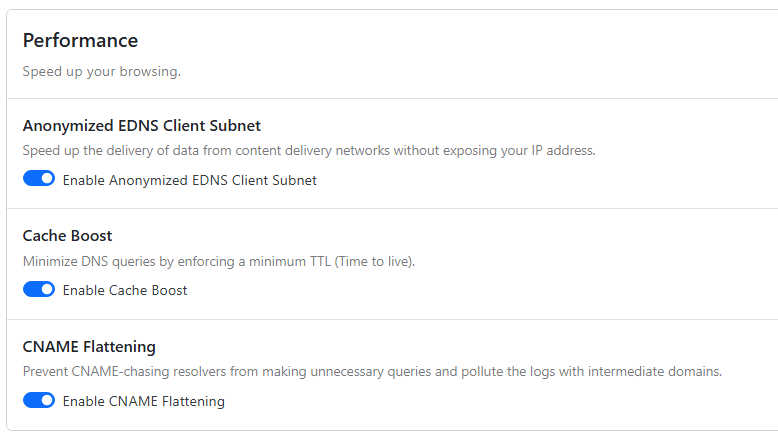 Performance
Speed up your browsing.
Anonymized EDNS Client Subnet
Speed up the delivery of data from content delivery networks without exposing your IP address.
Enable Anonymized EDNS Client Subnet
Cache Boost
Minimize DNS queries by enforcing a minimum TTL (Time to live).
Enable Cache Boost
CNAME Flattening
Prevent CNAME-chasing resolvers from making unnecessary queries and pollute the logs with intermediate domains.
Enable CNAME Flattening